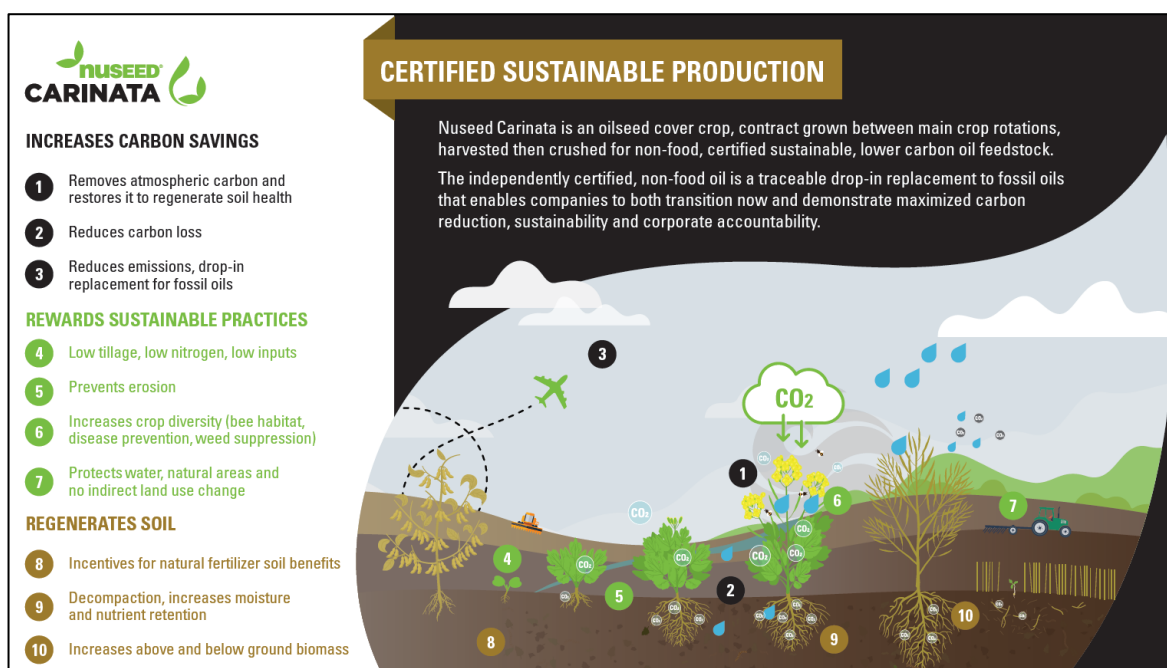 nuseed®
CARINATA
INCREASES CARBON SAVINGS
1 Removes atmospheric carbon and
restores it to regenerate soil health
2 Reduces carbon loss
3 Reduces emissions, drop-in
replacement for fossil oils
REWARDS SUSTAINABLE PRACTICES
4 Low tillage, low nitrogen, low inputs
5 Prevents erosion
6 Increases crop diversity (bee habitat,
disease prevention, weed suppression)
7 Protects water, natural areas and
no indirect land use change
REGENERATES SOIL
8 Incentives for natural fertilizer soil benefits
9 Decompaction, increases moisture
and nutrient retention
10 Increases above and below ground biomass
CERTIFIED SUSTAINABLE PRODUCTION
Nuseed Carinata is an oilseed cover crop, contract grown between main crop rotations,
harvested then crushed for non-food, certified sustainable, lower carbon oil feedstock.
The independently certified, non-food oil is a traceable drop-in replacement to fossil oils
that enables companies to both transition now and demonstrate maximized carbon
reduction, sustainability and corporate accountability.
3
CO₂
1
6
7
CO₂
CO₂
4
CO₂
CO₂
CO₂
2
5
8
9
10